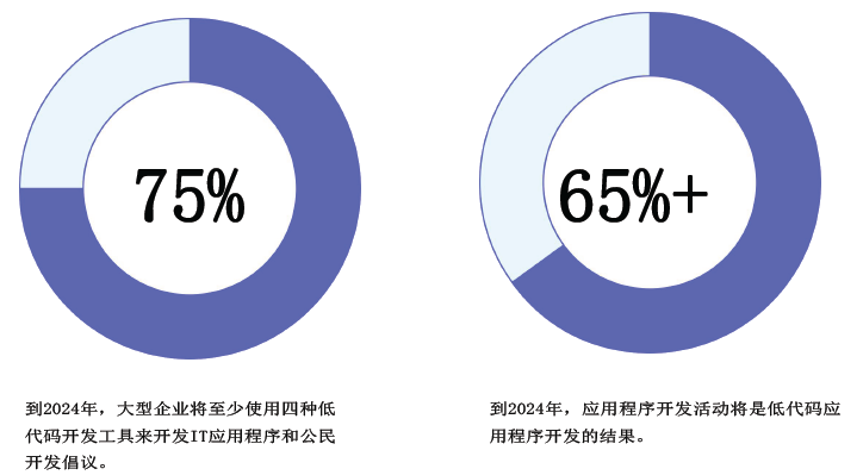 75%
65%+
到2024年，大型企业将至少使用四种低
代码开发工具来开发IT应用程序和公民
开发倡议。
到2024年，应用程序开发活动将是低代码应
用程序开发的结果。